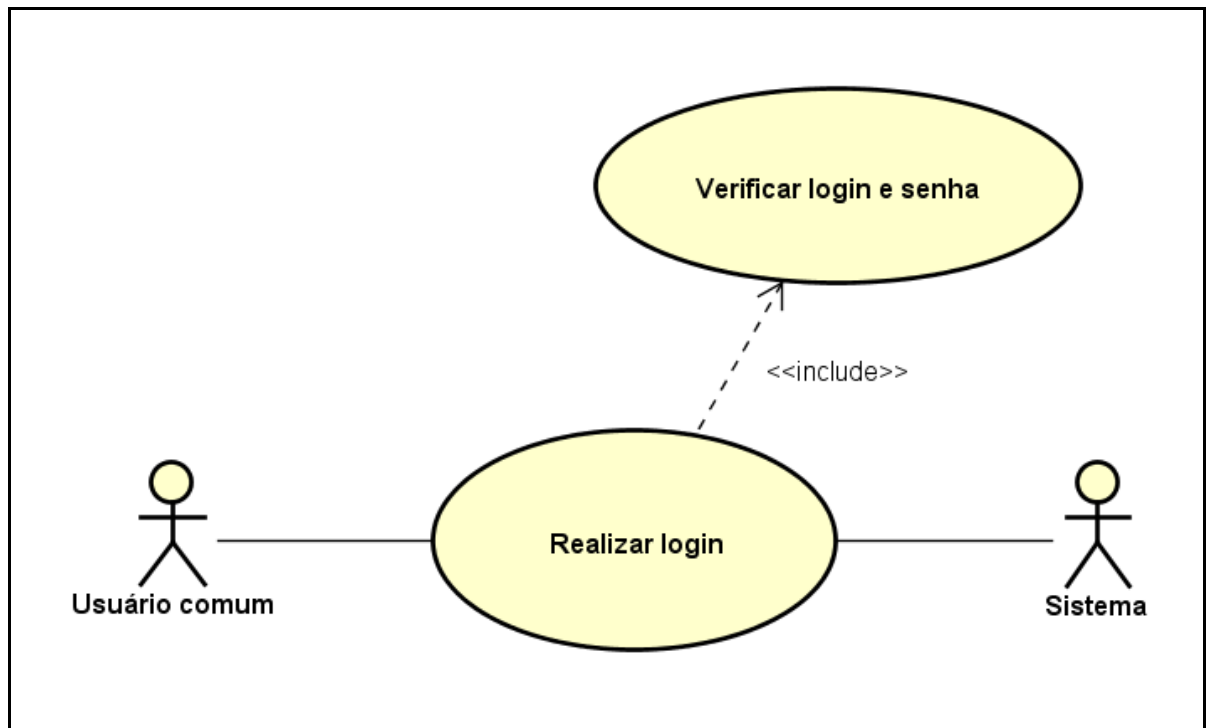 Verificar login e senha
<<include>>
Realizar login
Usuário comum
Sistema